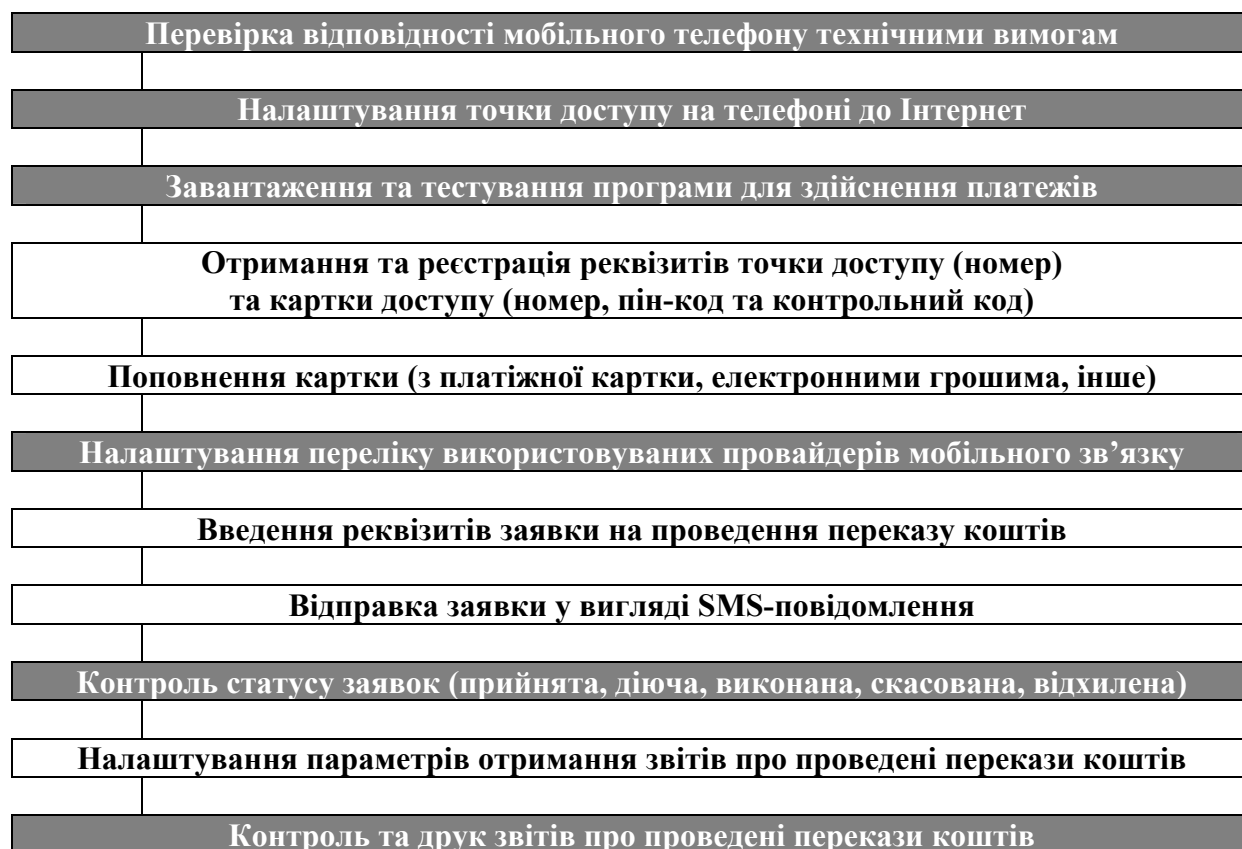 Перевірка відповідності мобільного телефону технічними вимогам
Налаштування точки доступу на телефоні до Інтернет
Завантаження та тестування програми для здійснення платежів
Отримання та реєстрація реквізитів точки доступу (номер)
та картки доступу (номер, пін-код та контрольний код)
Поповнення картки (з платіжної картки, електронними грошима, інше)
Налаштування переліку використовуваних провайдерів мобільного зв’язку
Введення реквізитів заявки на проведення переказу коштів
Відправка заявки у вигляді SMS-повідомлення
Контроль статусу заявок (прийнята, діюча, виконана, скасована, відхилена)
Налаштування параметрів отримання звітів про проведені перекази коштів
Контроль та друк звітів про проведені перекази коштів